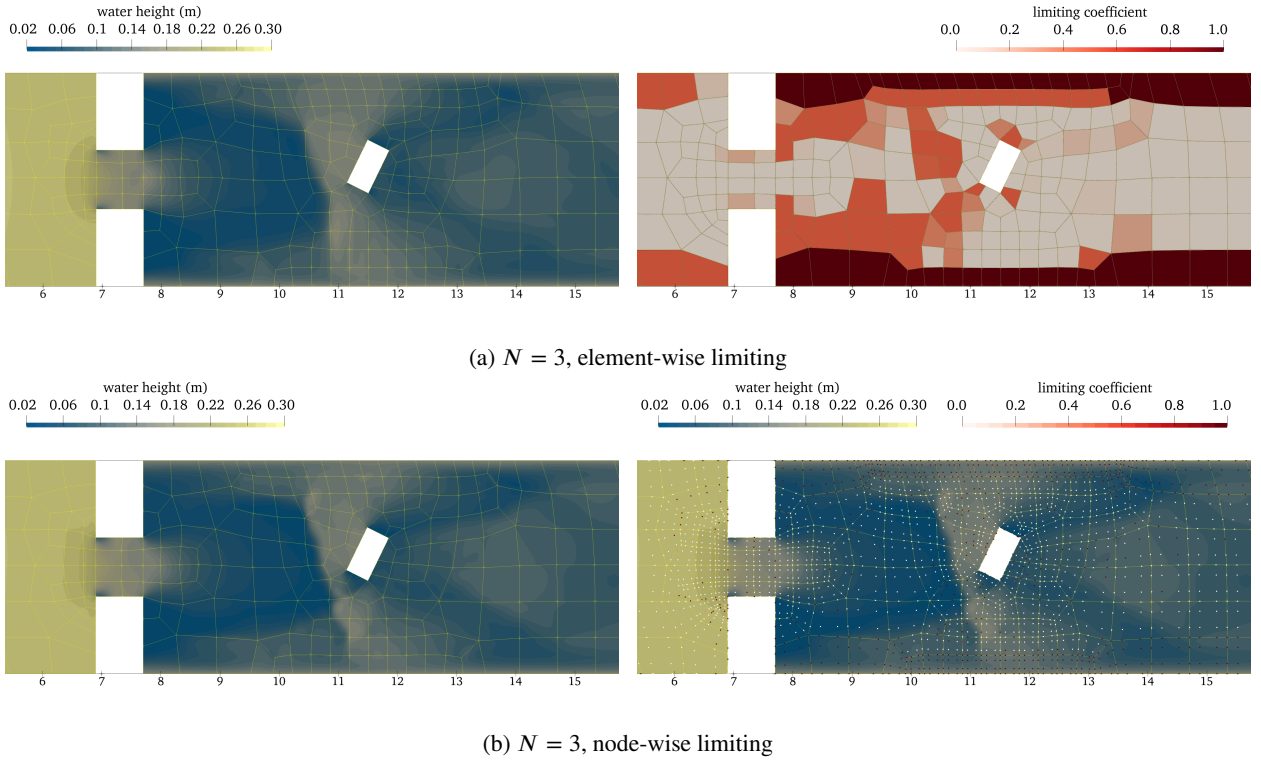 water height (m)
0.02 0.06 0.1 0.14 0.18 0.22 0.26 0.30
limiting coefficient
0.0 0.2 0.4 0.6 0.8 1.0
6 7 8 9 10 11 12 13 14 15
6 7 8 9 10 11 12 13 14 15
(a) N = 3, element-wise limiting
water height (m)
0.02 0.06 0.1 0.14 0.18 0.22 0.26 0.30
water height (m)
0.02 0.06 0.1 0.14 0.18 0.22 0.26 0.30
limiting coefficient
0.0 0.2 0.4 0.6 0.8 1.0
6 7 8 9 10 11 12 13 14 15
6 7 8 9 10 11 12 13 14 15
(b) N = 3, node-wise limiting